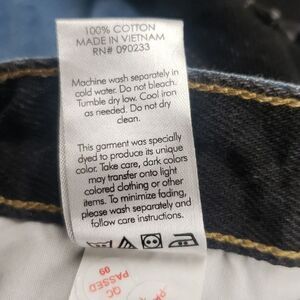 100% COTTON
MADE IN VIETNAM
RN# 090233
Machine wash separately in
cold water. Do not bleach.
Tumble dry low. Cool iron
as needed. Do not dry
clean.
This garment was specially
dyed to produce its unique
color. Take care, dark colors
may transfer onto light
colored clothing or other
items. To minimize fading,
please wash separately and
follow care instructions.
QC
PASSED
09